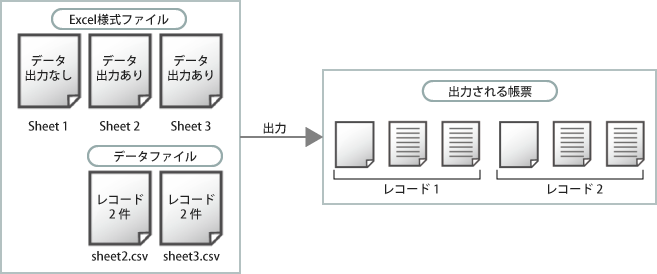 Excel様式ファイル
データ
出力なし
データ
出力あり
データ
出力あり
Sheet 1
Sheet 2
Sheet 3
データファイル
レコード
2 件
レコード
2 件
sheet2.csv
sheet3.csv
出力
出力される帳票
レコード 1
レコード 2